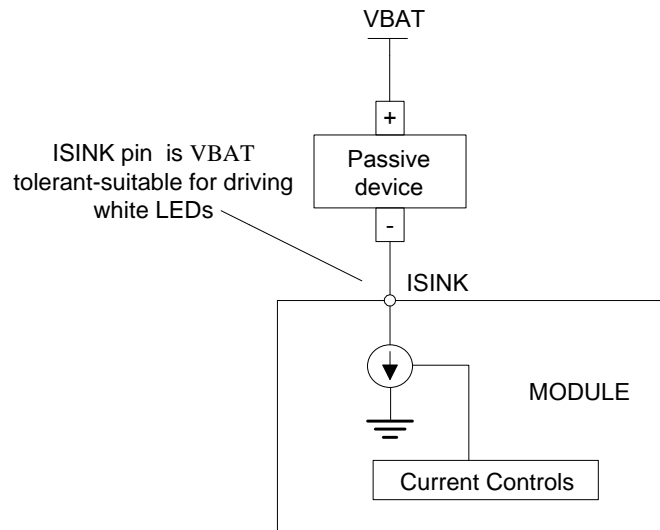 VBAT
+
ISINK pin is VBAT
tolerant-suitable for driving
white LEDs
Passive
device
-
ISINK
MODULE
Current Controls